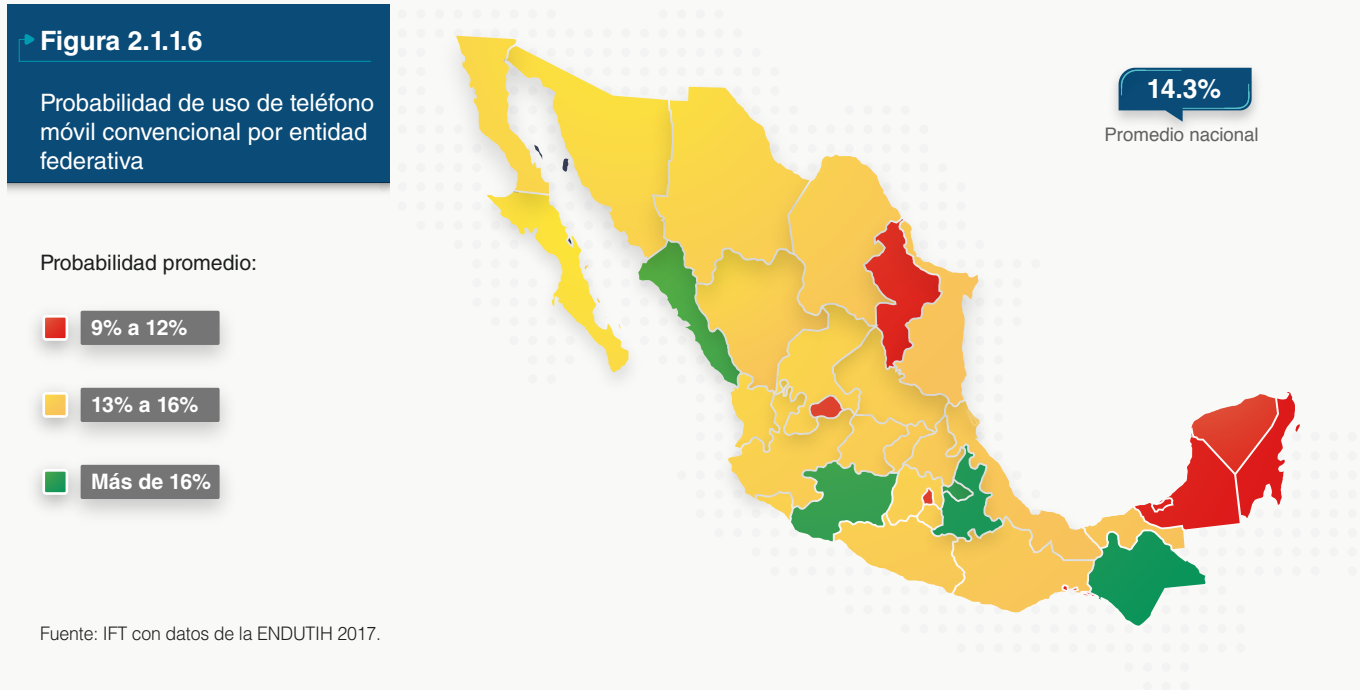 Figura 2.1.1.6
Probabilidad de uso de teléfono
móvil convencional por entidad
federativa
14.3%
Promedio nacional
Probabilidad promedio:
9% a 12%
13% a 16%
Más de 16%
Fuente: IFT con datos de la ENDUTIH 2017.